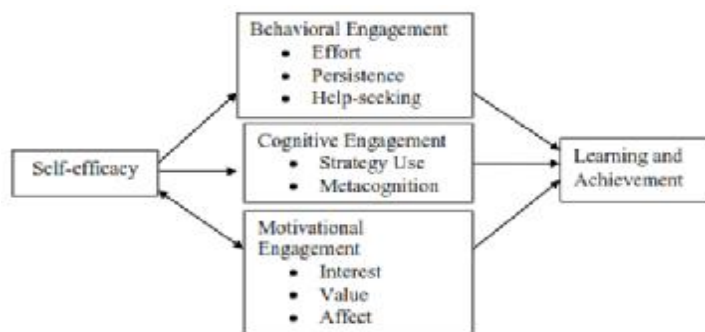 Behavioral Engagement
• Effort
• Persistence
• Help-seeking
Self-efficacy
Cognitive Engagement
• Strategy Use
• Metacognition
Learning and
Achievement
Motivational
Engagement
• Interest
• Value
• Affect